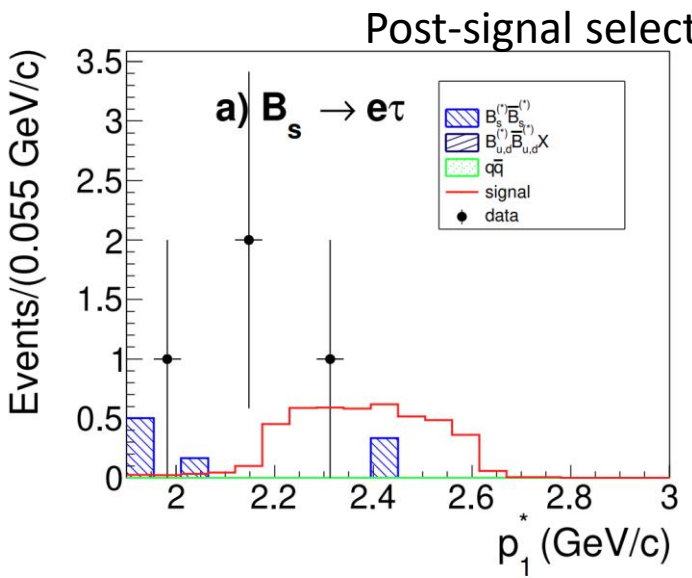 Post-signal select
Events/(0.055 GeV/c)
3.5
3
2.5
2
1.5
1
0.5
0
a) B_s → eτ
B_s^(*) B̅_s^(*)
B_u,d^(*) B̅_u,d^(*) X
qq̅
signal
data
2 2.2 2.4 2.6 2.8 3
p_1^* (GeV/c)